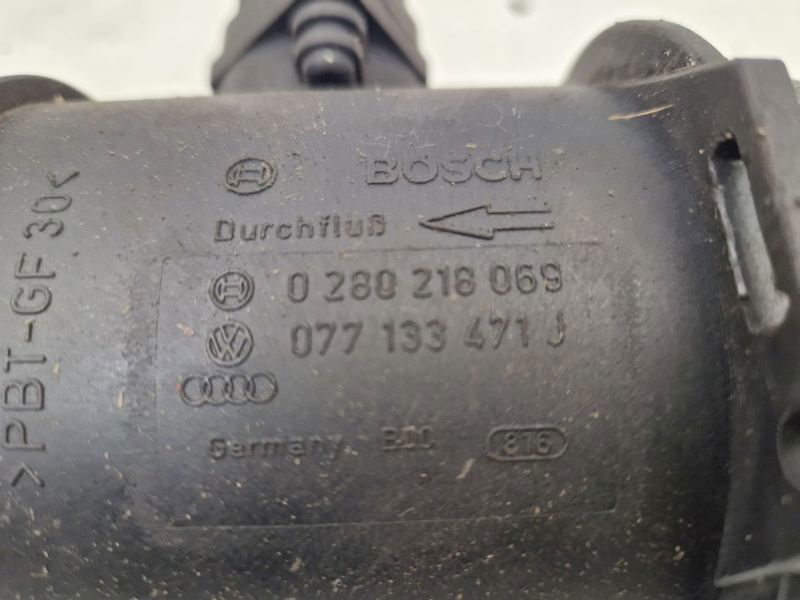 BOSCH
Durchfluß
0 280 218 069
077 133 471 J
Germany
816
>PBT-GF 30<